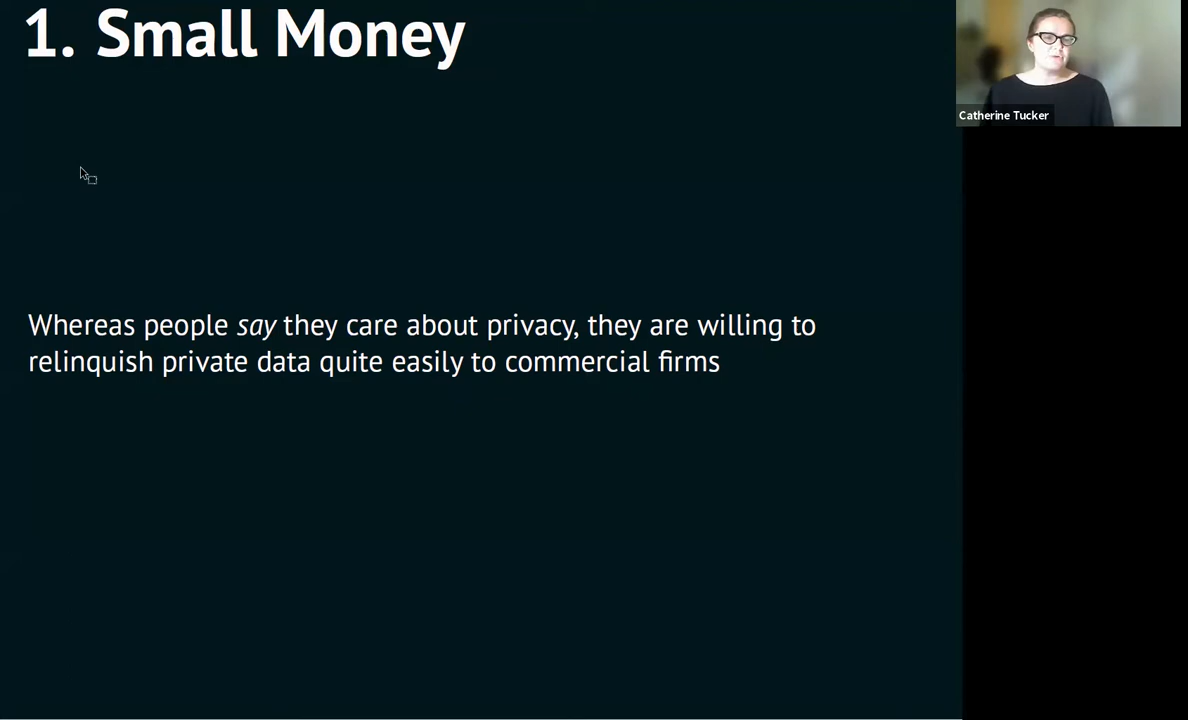 1. Small Money
Catherine Tucker
Whereas people say they care about privacy, they are willing to
relinquish private data quite easily to commercial firms